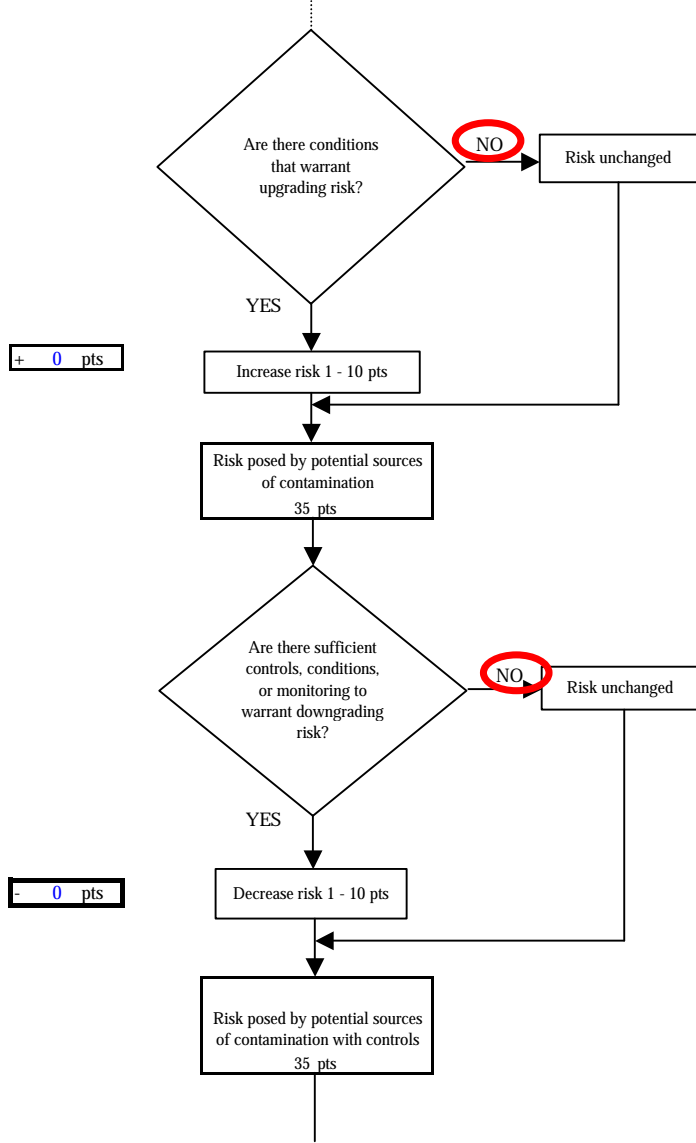 Are there conditions
that warrant
upgrading risk?
NO
Risk unchanged
YES
+ 0 pts
Increase risk 1 - 10 pts
Risk posed by potential sources
of contamination
35 pts
Are there sufficient
controls, conditions,
or monitoring to
warrant downgrading
risk?
NO
Risk unchanged
YES
- 0 pts
Decrease risk 1 - 10 pts
Risk posed by potential sources
of contamination with controls
35 pts